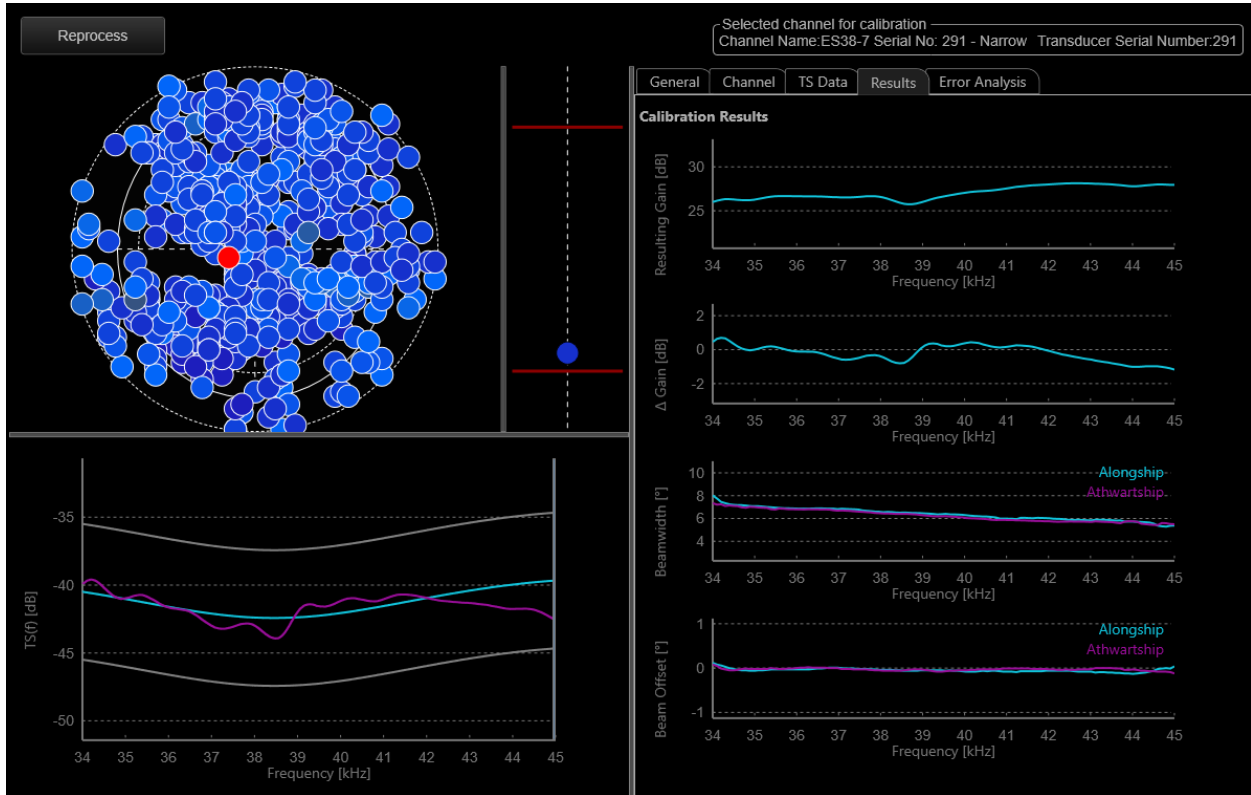 Reprocess
Selected channel for calibration
Channel Name:ES38-7 Serial No: 291 - Narrow Transducer Serial Number:291
General Channel TS Data Results Error Analysis
Calibration Results
Resulting Gain [dB]
30
25
34 35 36 37 38 39 40 41 42 43 44 45
Frequency [kHz]
Δ Gain [dB]
2
0
-2
34 35 36 37 38 39 40 41 42 43 44 45
Frequency [kHz]
Beamwidth [°]
10
8
6
4
Alongship
Athwartship
34 35 36 37 38 39 40 41 42 43 44 45
Frequency [kHz]
Beam Offset [°]
1
0
-1
Alongship
Athwartship
34 35 36 37 38 39 40 41 42 43 44 45
Frequency [kHz]
TS(f) [dB]
-35
-40
-45
-50
34 35 36 37 38 39 40 41 42 43 44 45
Frequency [kHz]